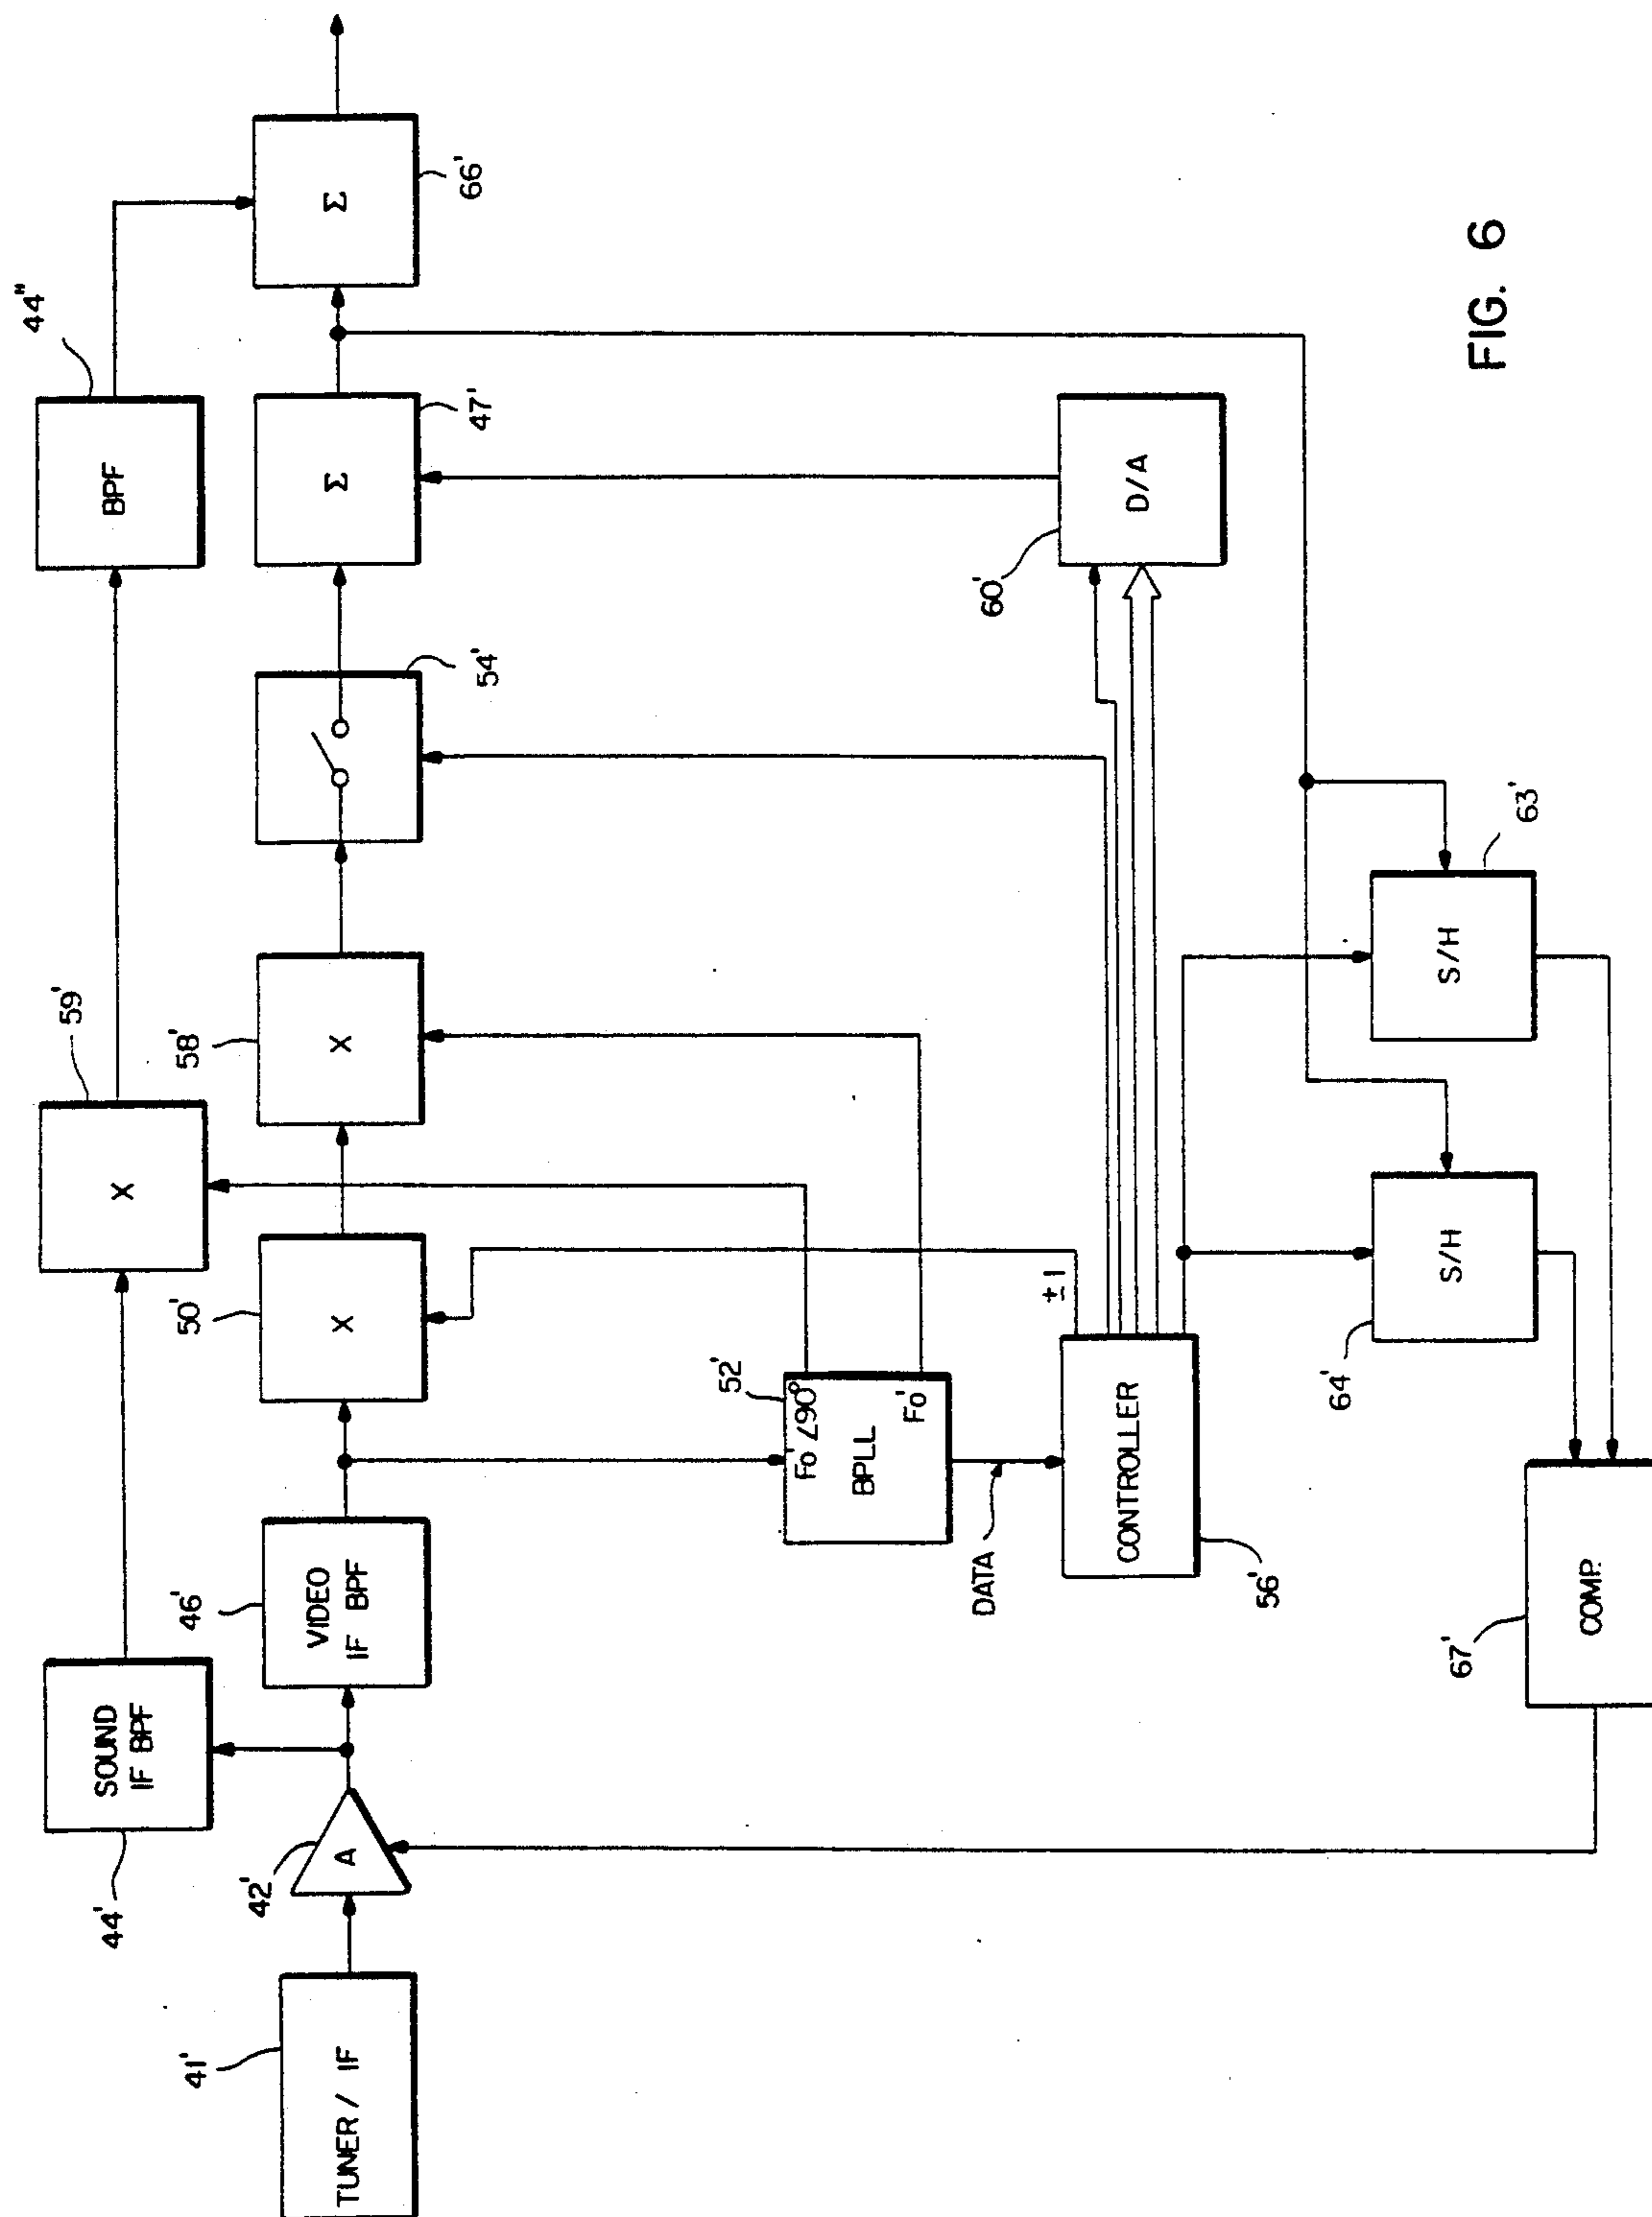 TUNER/ IF
41'
A
42'
SOUND
IF BPF
44'
VIDEO
IF BPF
46'
X
50'
X
59'
X
58'
54'
BPF
44"
Σ
47'
Σ
66'
Fo'∠90°
Fo'
BPLL
52'
DATA
CONTROLLER
56'
±1
D/A
60'
S/H
64'
S/H
63'
COMP.
67'
FIG. 6